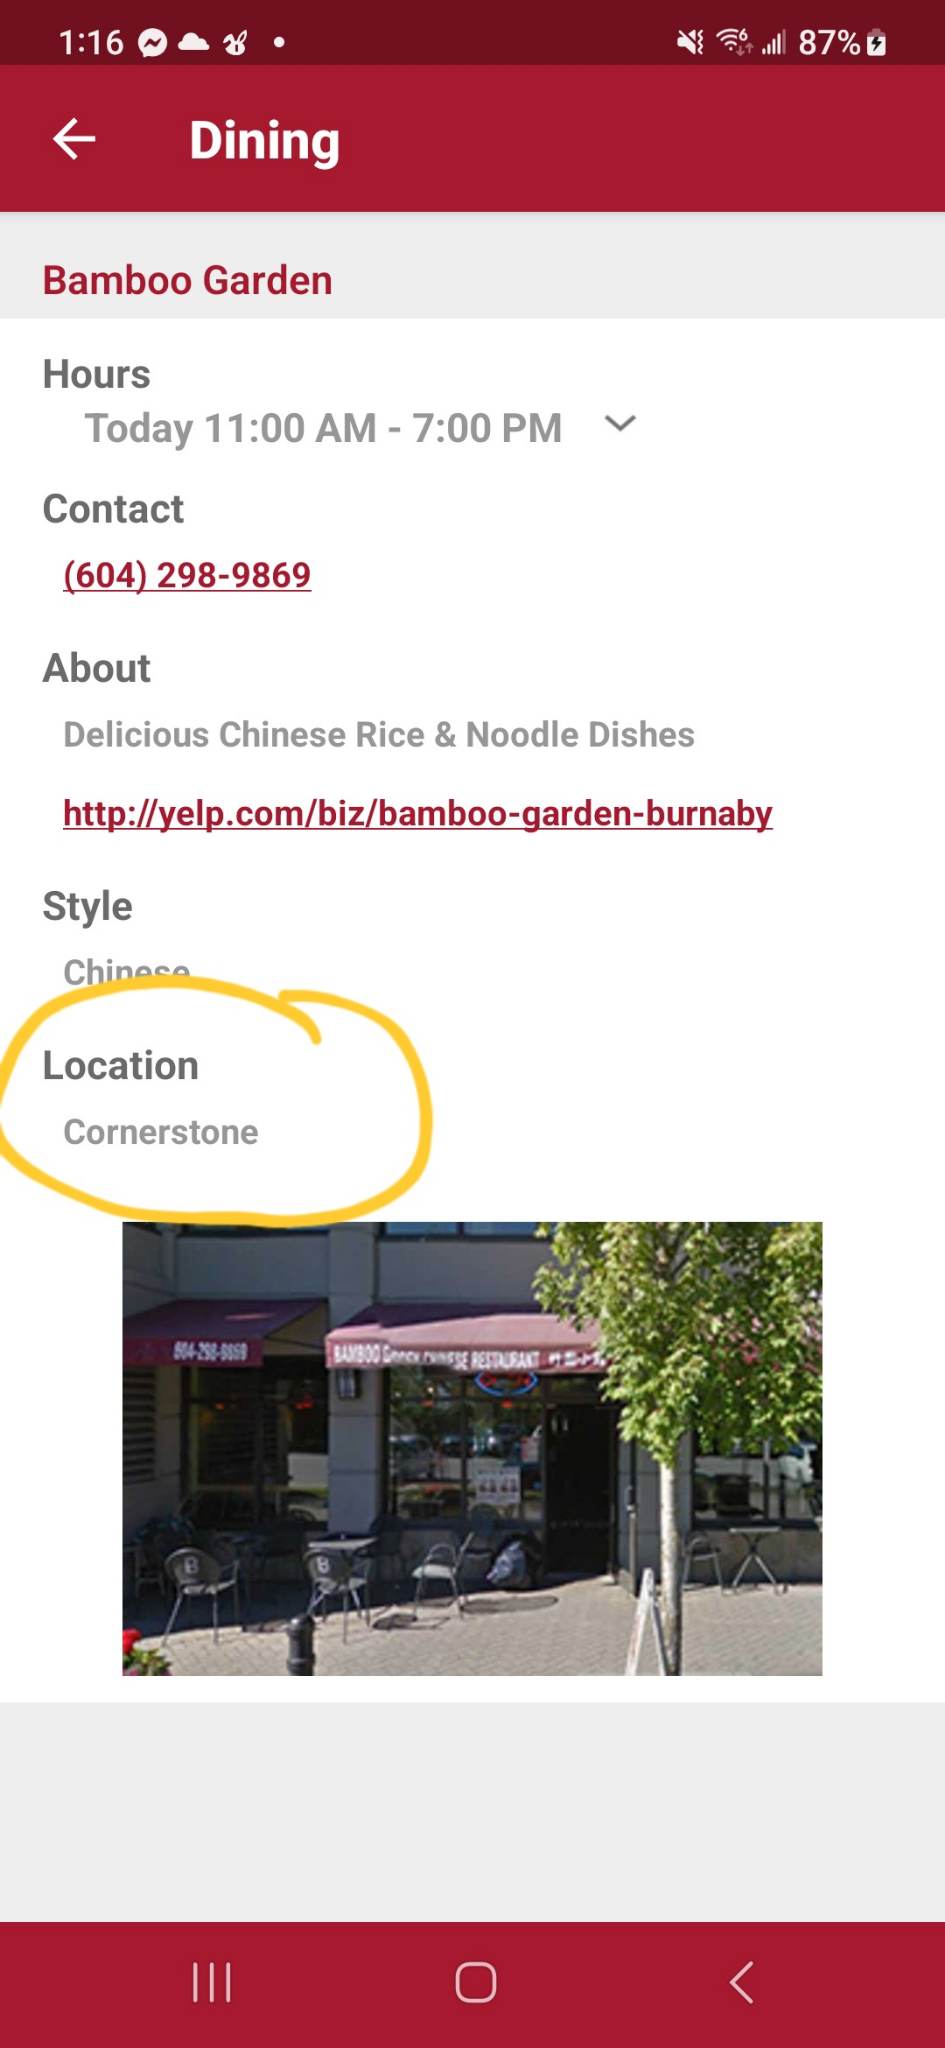 1:16
87%
Dining
Bamboo Garden
Hours
Today 11:00 AM - 7:00 PM
Contact
(604) 298-9869
About
Delicious Chinese Rice & Noodle Dishes
http://yelp.com/biz/bamboo-garden-burnaby
Style
Chinese
Location
Cornerstone
604-298-9869
BAMBOO CHINESE RESTAURANT
B
B